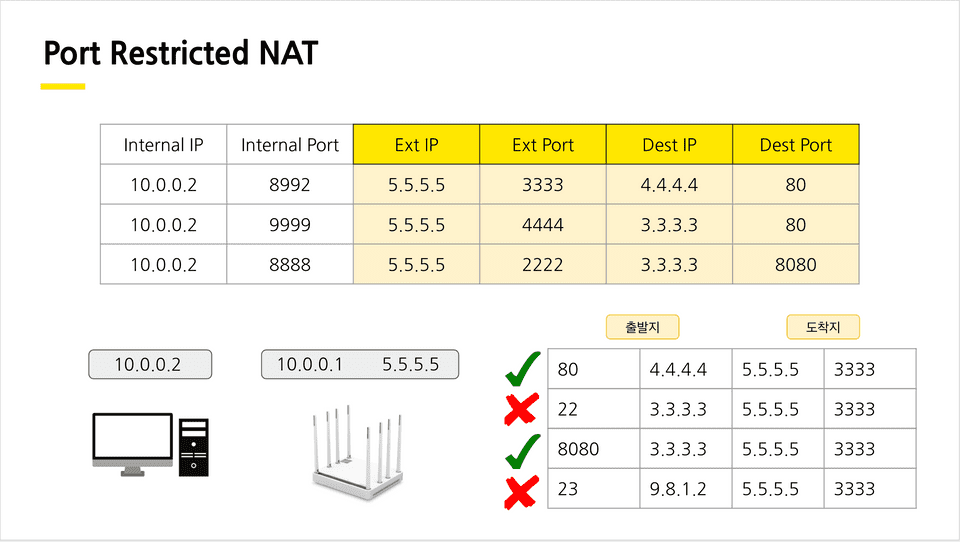 Port Restricted NAT
Internal IP Internal Port Ext IP Ext Port Dest IP Dest Port
10.0.0.2 8992 5.5.5.5 3333 4.4.4.4 80
10.0.0.2 9999 5.5.5.5 4444 3.3.3.3 80
10.0.0.2 8888 5.5.5.5 2222 3.3.3.3 8080
출발지 도착지
10.0.0.2 10.0.0.1 5.5.5.5
80 4.4.4.4 5.5.5.5 3333
22 3.3.3.3 5.5.5.5 3333
8080 3.3.3.3 5.5.5.5 3333
23 9.8.1.2 5.5.5.5 3333